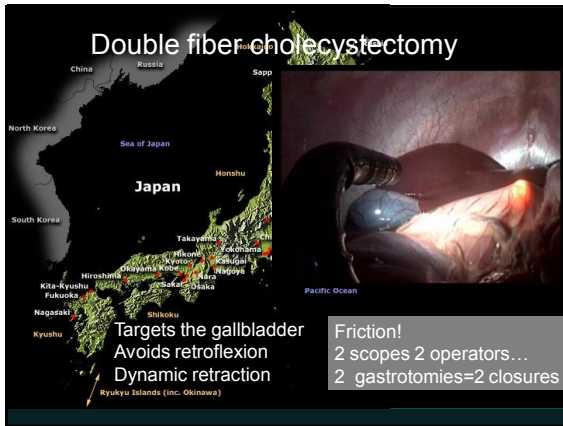 Double fiber cholecystectomy
Hokkaido
Russia
China
Sapp
North Korea
Sea of Japan
Honshu
Japan
South Korea
Takayama
Chi
Yokohama
Hikone
Kyoto
Kasugai
Okayama Kobe
Nagoya
Hiroshima
Nara
Kita-Kyushu
Sakai
Osaka
Fukuoka
Pacific Ocean
Nagasaki
Shikoku
Kyushu
Targets the gallbladder
Avoids retroflexion
Dynamic retraction
Friction!
2 scopes 2 operators…
2 gastrotomies=2 closures
Ryukyu Islands (inc. Okinawa)